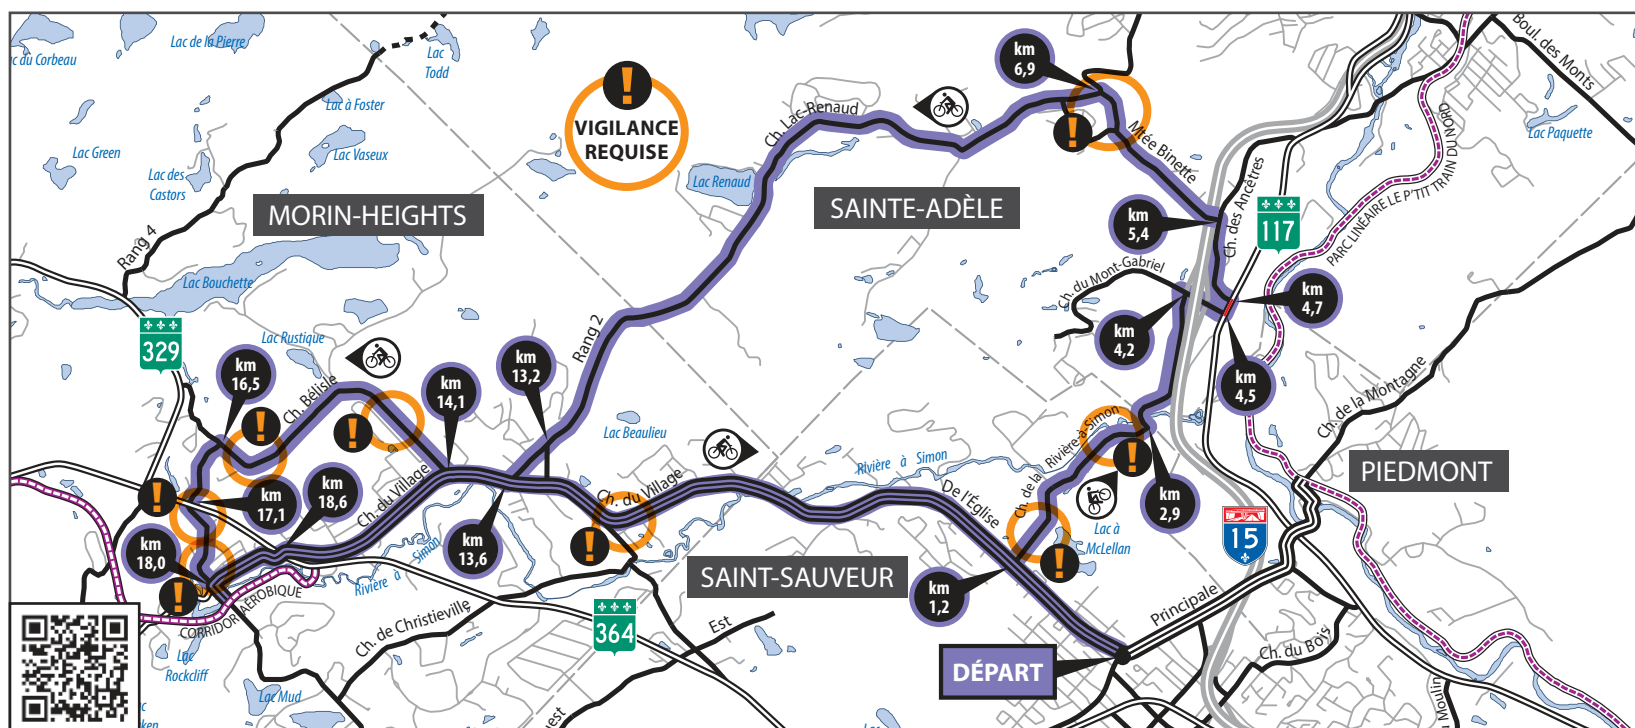 Lac de la Pierre
Lac
Todd
c du Corbeau
km
6,9
Boul. des Monts
Lac à Foster
VIGILANCE
REQUISE
Ch. Lac-Renaud
Lac Green
Lac Vaseux
Lac des
Castors
Mtée Binette
Lac Paquette
Lac Renaud
MORIN-HEIGHTS
SAINTE-ADÈLE
km
5,4
Ch. des Ancêtres
117
PARC LINÉAIRE LE P'TIT TRAIN DU NORD
Rang 4
Lac Bouchette
Ch. du Mont-Gabriel
km
4,7
329
Lac Rustique
km
4,2
Rang 2
km
13,2
km
16,5
km
14,1
Ch. Bélisle
km
4,5
Ch. de la Montagne
Lac Beaulieu
Ch. de la
Rivière-à-Simon
Rivière à Simon
PIEDMONT
km
17,1
km
18,6
Ch. du Village
Ch. du Village
De l'Église
km
2,9
Lac à
McLellan
15
km
18,0
km
13,6
Rivière à Simon
SAINT-SAUVEUR
km
1,2
CORRIDOR AÉROBIQUE
Ch. de Christieville
364
Est
Principale
Ch. du Bois
DÉPART
Lac
Rockcliff
Lac Mud
uest
Lac
Moulin
c
ken